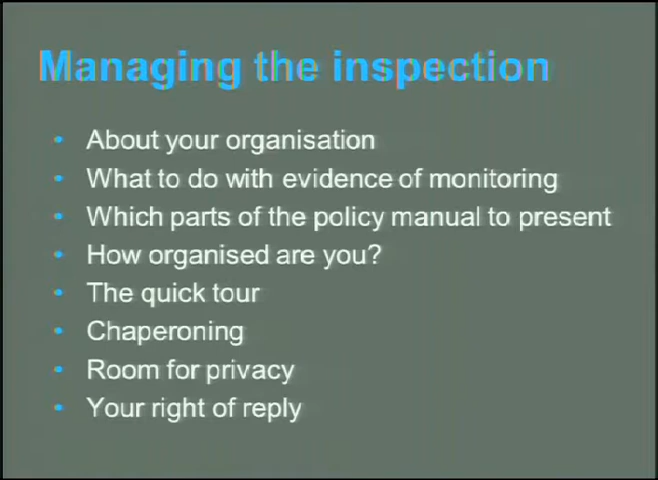 Managing the inspection
• About your organisation
• What to do with evidence of monitoring
• Which parts of the policy manual to present
• How organised are you?
• The quick tour
• Chaperoning
• Room for privacy
• Your right of reply